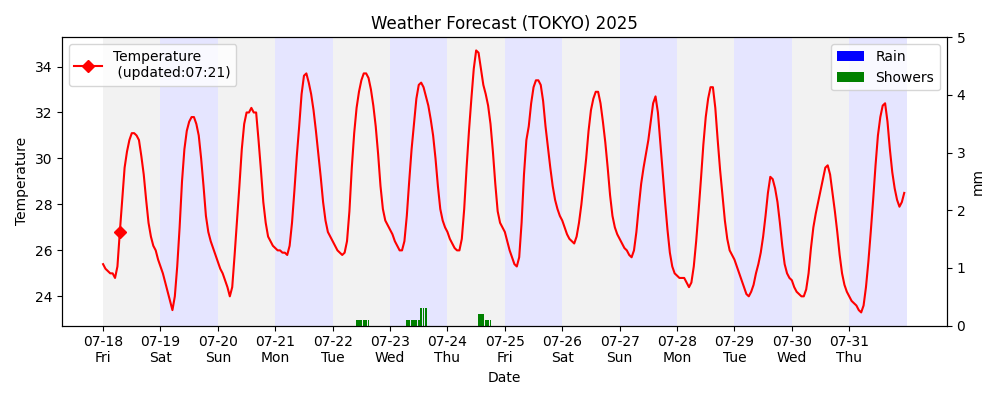 Weather Forecast (TOKYO) 2025
Temperature
(updated:07:21)
Rain
Showers
Temperature
34
32
30
28
26
24
5
4
3
2
1
0
mm
07-18 07-19 07-20 07-21 07-22 07-23 07-24 07-25 07-26 07-27 07-28 07-29 07-30 07-31
Fri Sat Sun Mon Tue Wed Thu Fri Sat Sun Mon Tue Wed Thu
Date